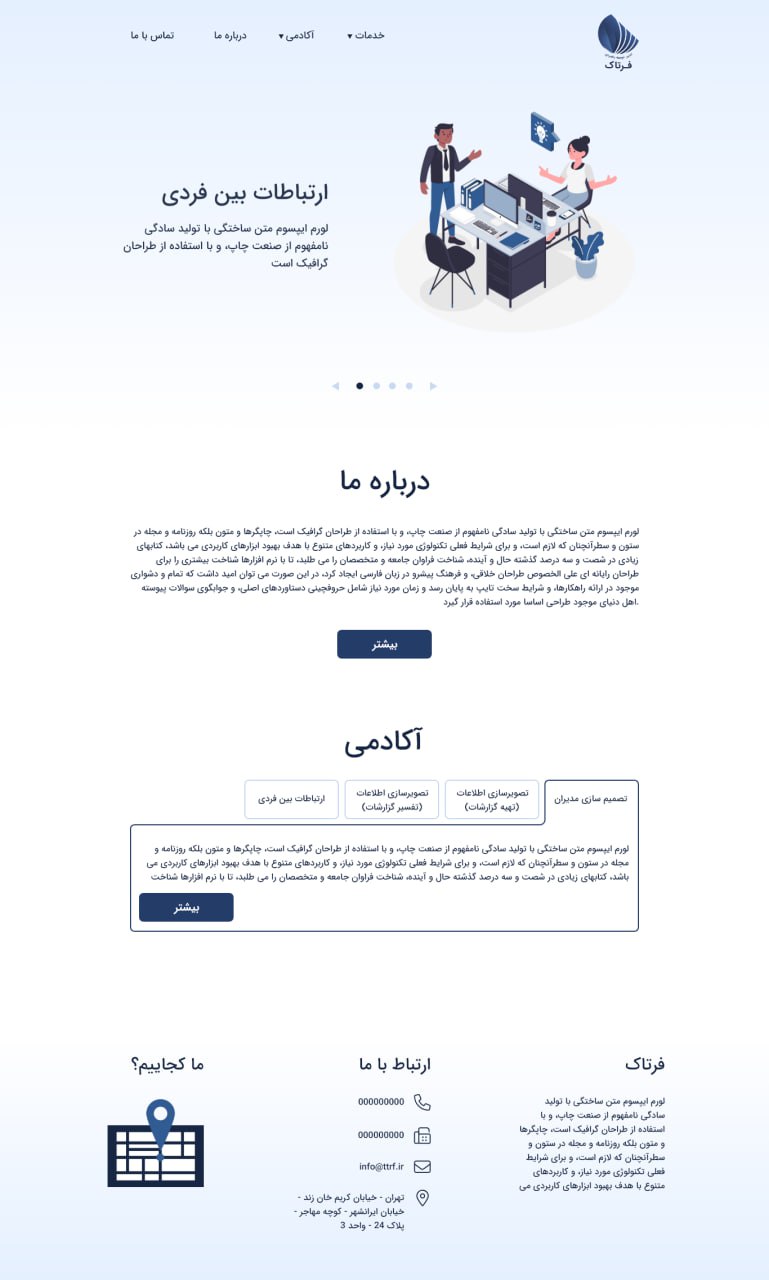 فرتاک
خدمات ▾
آکادمی ▾
درباره ما
تماس با ما
ارتباطات بین فردی
لورم ایپسوم متن ساختگی با تولید سادگی
نامفهوم از صنعت چاپ، و با استفاده از طراحان
گرافیک است
درباره ما
لورم ایپسوم متن ساختگی با تولید سادگی نامفهوم از صنعت چاپ، و با استفاده از طراحان گرافیک است، چاپگرها و متون بلکه روزنامه و مجله در
ستون و سطرآنچنان که لازم است، و برای شرایط فعلی تکنولوژی مورد نیاز، و کاربردهای متنوع با هدف بهبود ابزارهای کاربردی می باشد، کتابهای
زیادی در شصت و سه درصد گذشته حال و آینده، شناخت فراوان جامعه و متخصصان را می طلبد، تا با نرم افزارها شناخت بیشتری را برای
طراحان رایانه ای علی الخصوص طراحان خلاقی، و فرهنگ پیشرو در زبان فارسی ایجاد کرد، در این صورت می توان امید داشت که تمام و دشواری
موجود در ارائه راهکارها، و شرایط سخت تایپ به پایان رسد و زمان مورد نیاز شامل حروفچینی دستاوردهای اصلی، و جوابگوی سوالات پیوسته
.اهل دنیای موجود طراحی اساسا مورد استفاده قرار گیرد
بیشتر
آکادمی
تصمیم سازی مدیران
تصویرسازی اطلاعات
(تهیه گزارشات)
تصویرسازی اطلاعات
(تفسیر گزارشات)
ارتباطات بین فردی
لورم ایپسوم متن ساختگی با تولید سادگی نامفهوم از صنعت چاپ، و با استفاده از طراحان گرافیک است، چاپگرها و متون بلکه روزنامه و
مجله در ستون و سطرآنچنان که لازم است، و برای شرایط فعلی تکنولوژی مورد نیاز، و کاربردهای متنوع با هدف بهبود ابزارهای کاربردی می
باشد، کتابهای زیادی در شصت و سه درصد گذشته حال و آینده، شناخت فراوان جامعه و متخصصان را می طلبد، تا با نرم افزارها شناخت
بیشتر
فرتاک
لورم ایپسوم متن ساختگی با تولید
سادگی نامفهوم از صنعت چاپ، و با
استفاده از طراحان گرافیک است، چاپگرها
و متون بلکه روزنامه و مجله در ستون و
سطرآنچنان که لازم است، و برای شرایط
فعلی تکنولوژی مورد نیاز، و کاربردهای
متنوع با هدف بهبود ابزارهای کاربردی می
ارتباط با ما
000000000
000000000
info@ttrf.ir
تهران - خیابان کریم خان زند -
خیابان ایرانشهر - کوچه مهاجر -
پلاک 24 - واحد 3
ما کجاییم؟